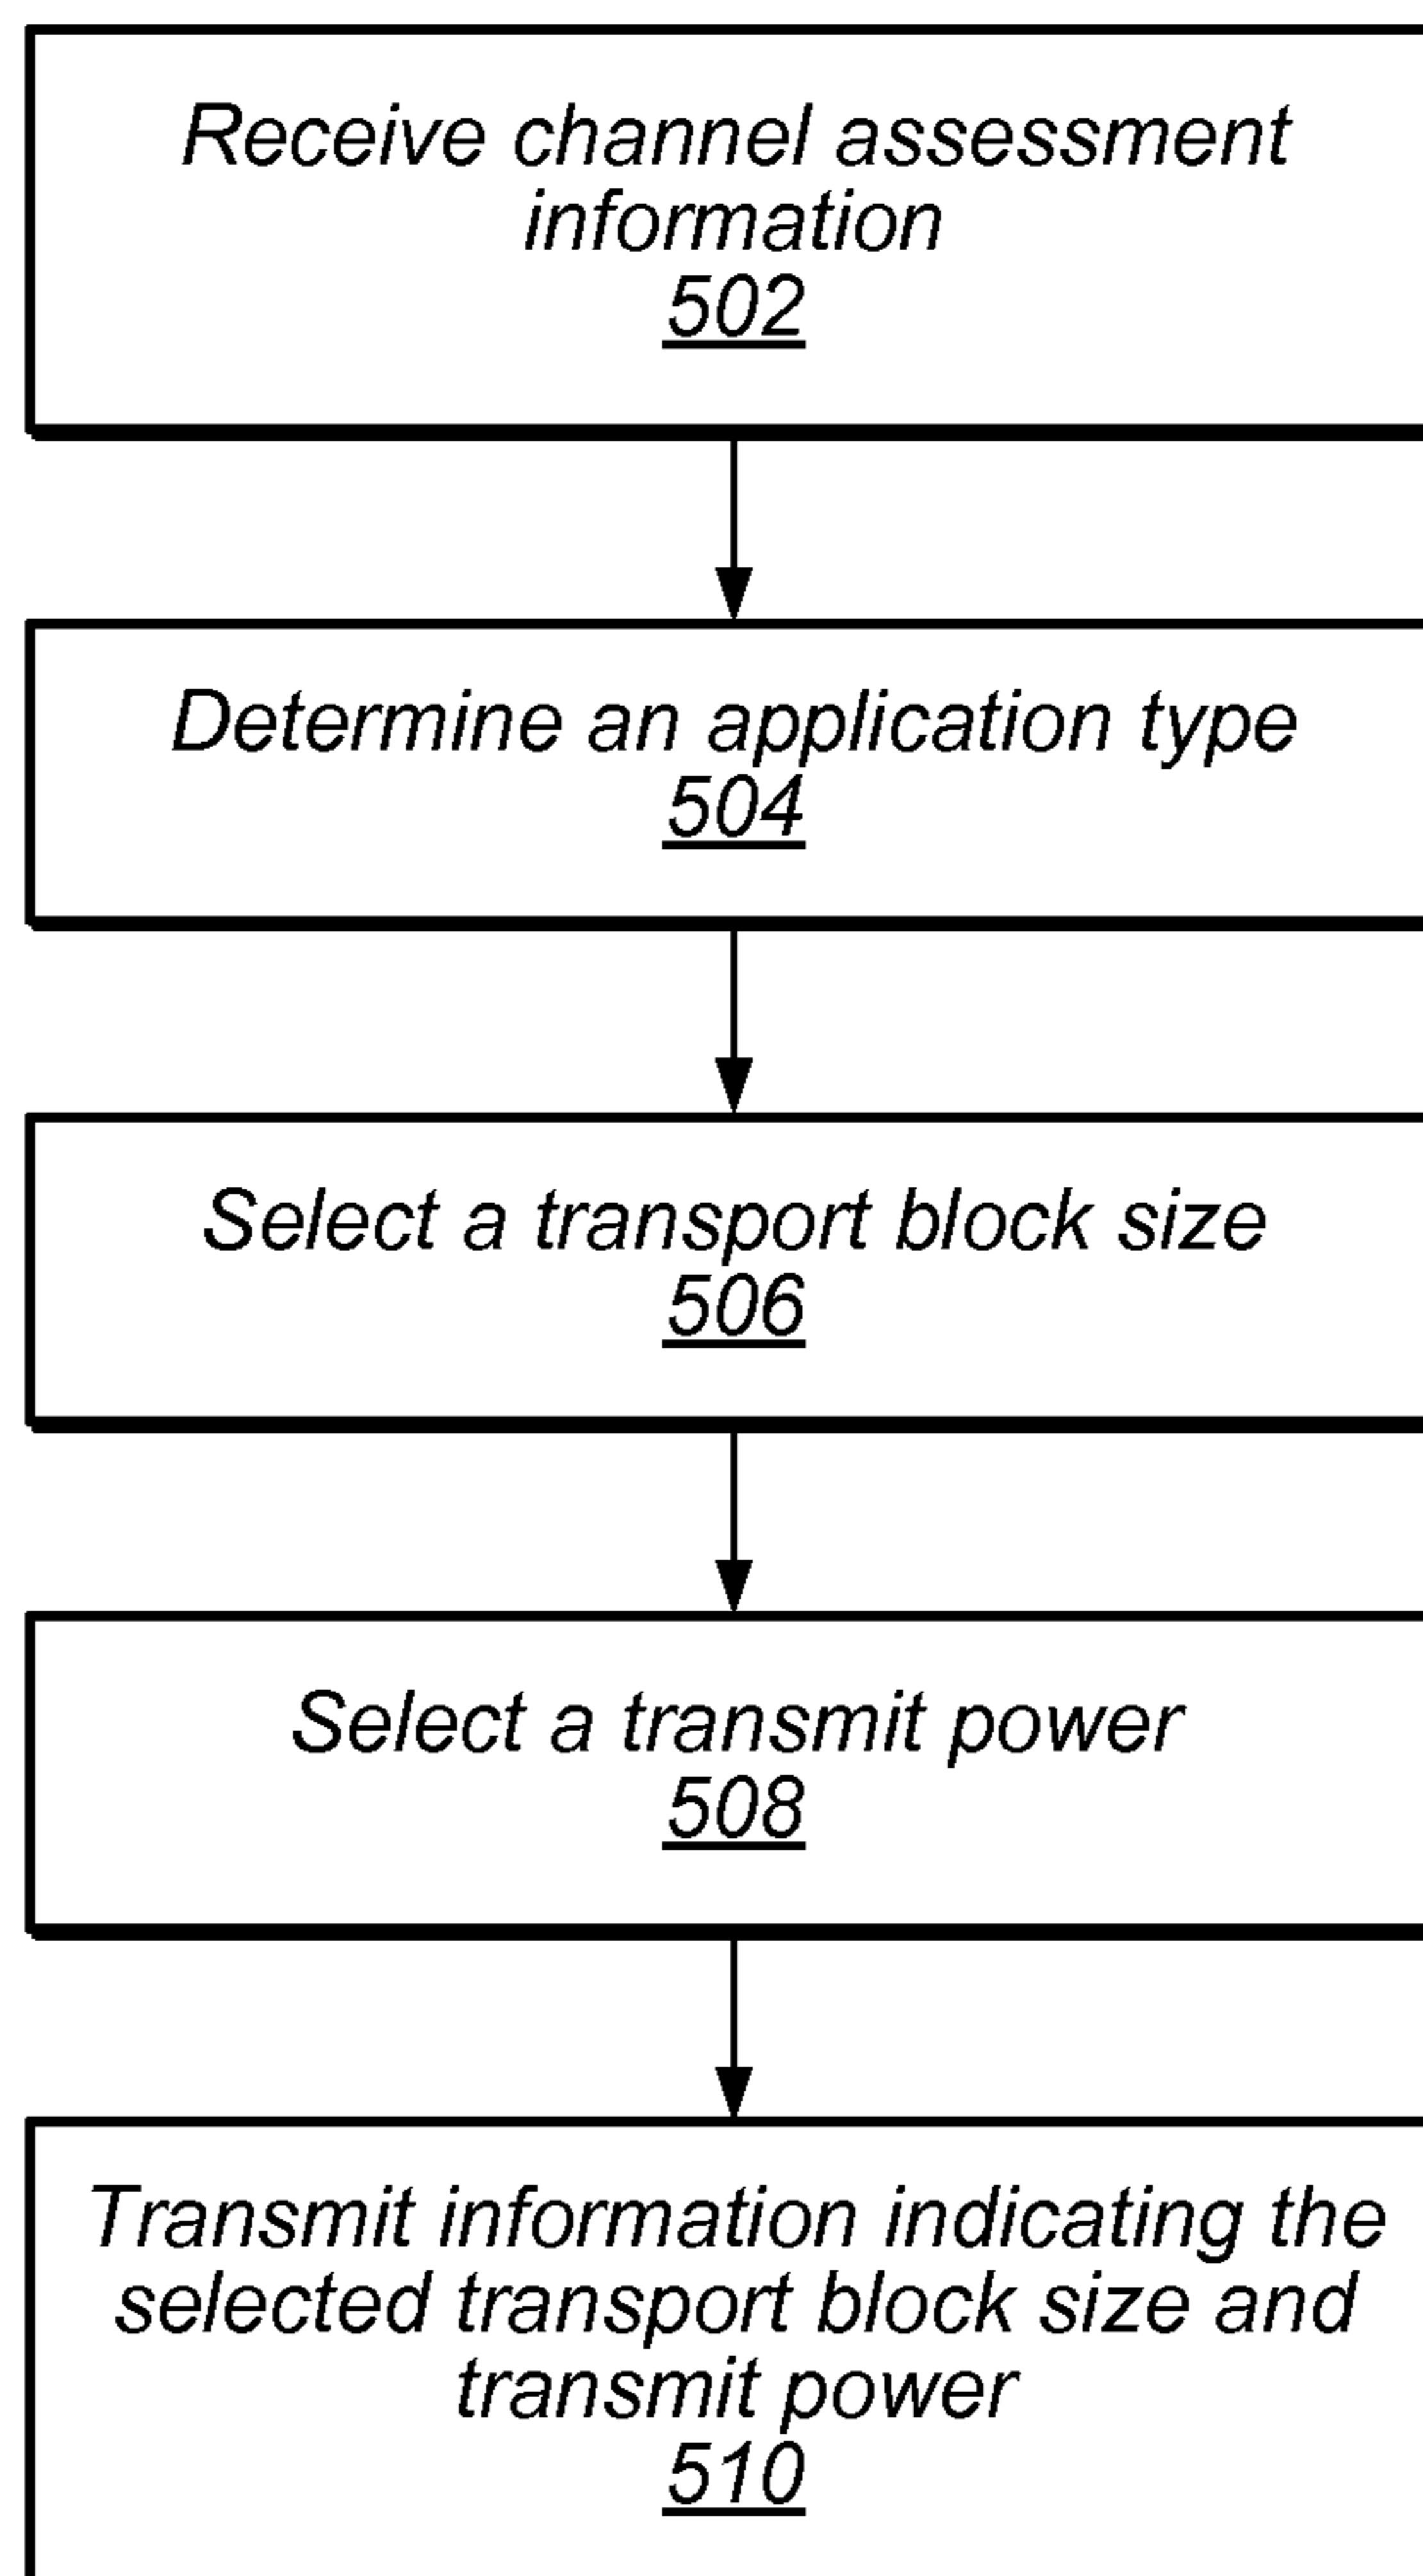 Receive channel assessment
information
502
Determine an application type
504
Select a transport block size
506
Select a transmit power
508
Transmit information indicating the
selected transport block size and
transmit power
510